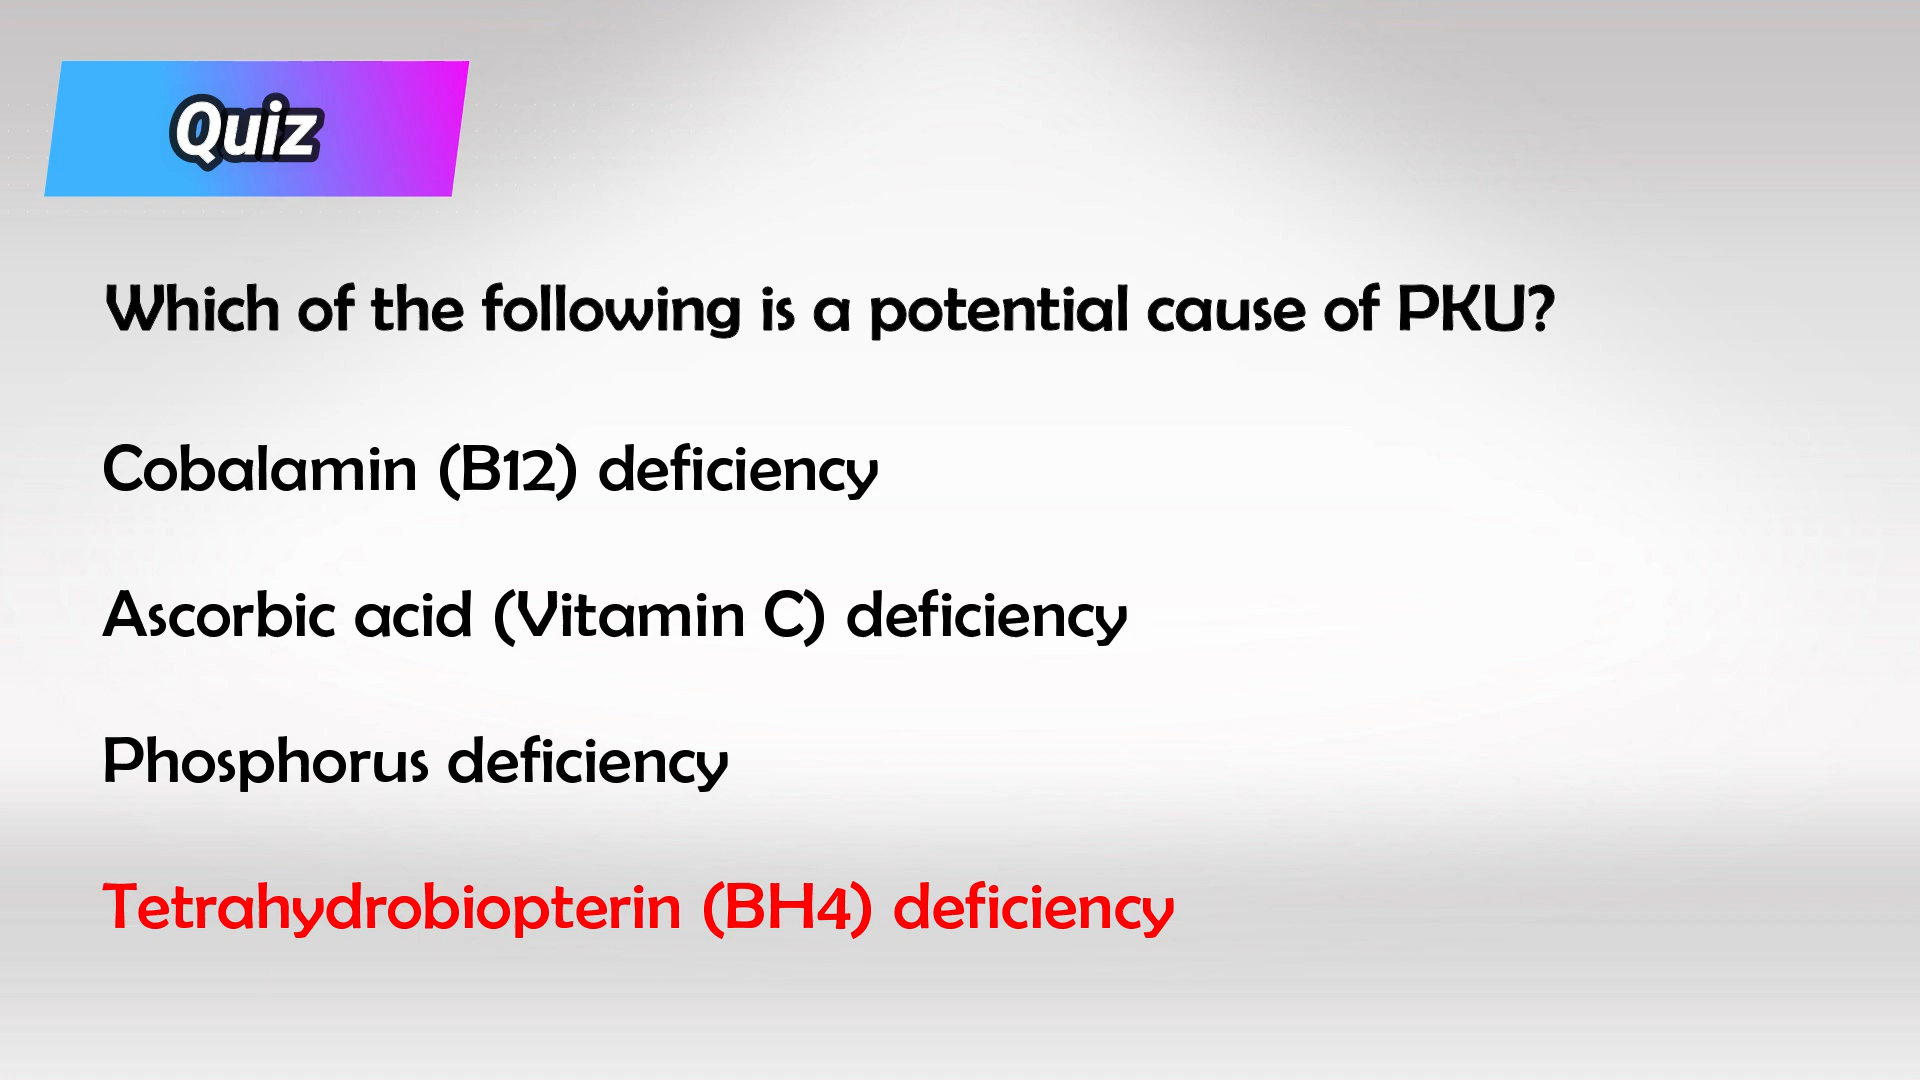 Quiz
Which of the following is a potential cause of PKU?
Cobalamin (B12) deficiency
Ascorbic acid (Vitamin C) deficiency
Phosphorus deficiency
Tetrahydrobiopterin (BH4) deficiency